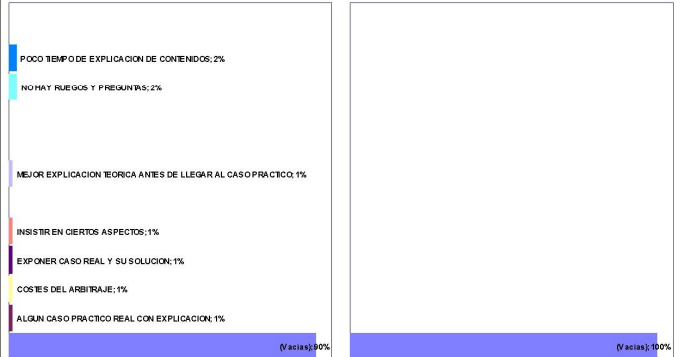 POCO TIEMPO DE EXPLICACION DE CONTENIDOS; 2%
NO HAY RUEGOS Y PREGUNTAS; 2%
MEJOR EXPLICACION TEORICA ANTES DE LLEGAR AL CASO PRACTICO; 1%
INSISTIR EN CIERTOS ASPECTOS; 1%
EXPONER CASO REAL Y SU SOLUCION; 1%
COSTES DEL ARBITRAJE; 1%
ALGUN CASO PRACTICO REAL CON EXPLICACION; 1%
(Vacias); 90%
(Vacias); 100%